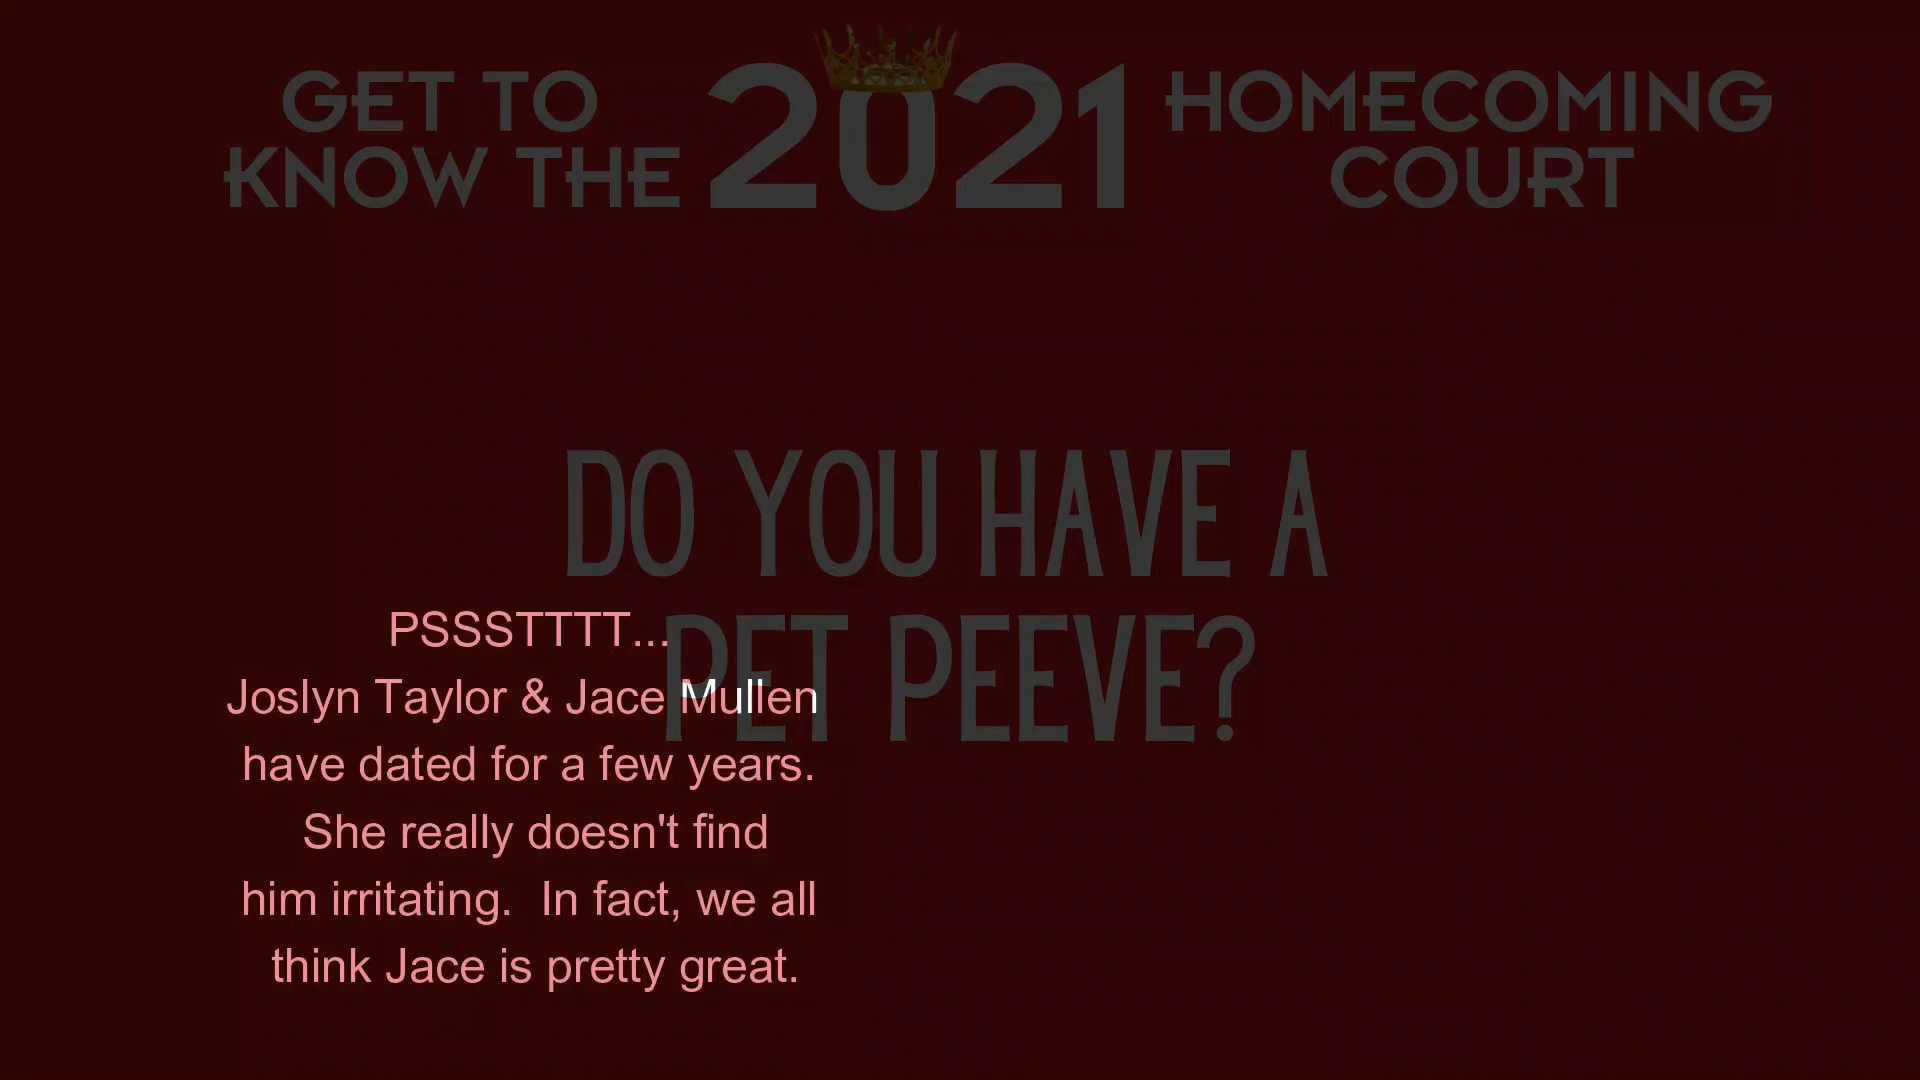 GET TO
KNOW THE
2021
HOMECOMING
COURT
DO YOU HAVE A
PET PEEVE?
PSSSTTTT...
Joslyn Taylor & Jace Mullen
have dated for a few years.
She really doesn't find
him irritating.  In fact, we all
think Jace is pretty great.